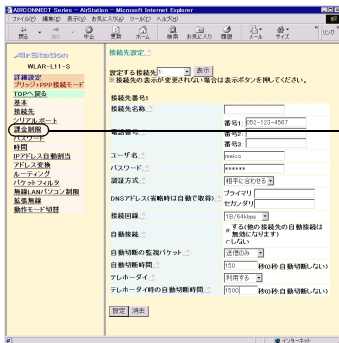 AIRCONNECT Series - AirStation - Microsoft Internet Explorer
ファイル(F) 編集(E) 表示(V) お気に入り(A) ツール(T) ヘルプ(H)
戻る 中止 更新 ホーム 検索 お気に入り 履歴 メール サイズ リンク
AirStation
WLAR-L11-S
詳細設定
ブリッジ+PPP接続モード
TOPへ戻る
基本
接続先
シリアルポート
課金制限
パスワード
時間
IPアドレス自動割当
アドレス変換
ルーティング
パケットフィルタ
無線LANパソコン制限
拡張無線
動作モード切替
接続先設定
設定する接続先 1 表示
※接続先の表示が変更されない場合は表示ボタンを押してください。
接続先番号1
接続先名称
電話番号
番号1: 052-123-4567
番号2:
番号3:
ユーザ名 melco
パスワード ******
認証方式 相手に合わせる
DNSアドレス(省略時は自動で取得)
プライマリ
セカンダリ
接続回線 1B/64kbps
自動接続
する(他の接続先の自動接続は
無効になります)
しない
自動切断の監視パケット 送信のみ
自動切断時間 150 秒(0秒:自動切断しない)
テレホーダイ 利用する
テレホーダイ時の自動切断時間 1500 秒(0秒:自動切断しない)
設定 消去
インターネット